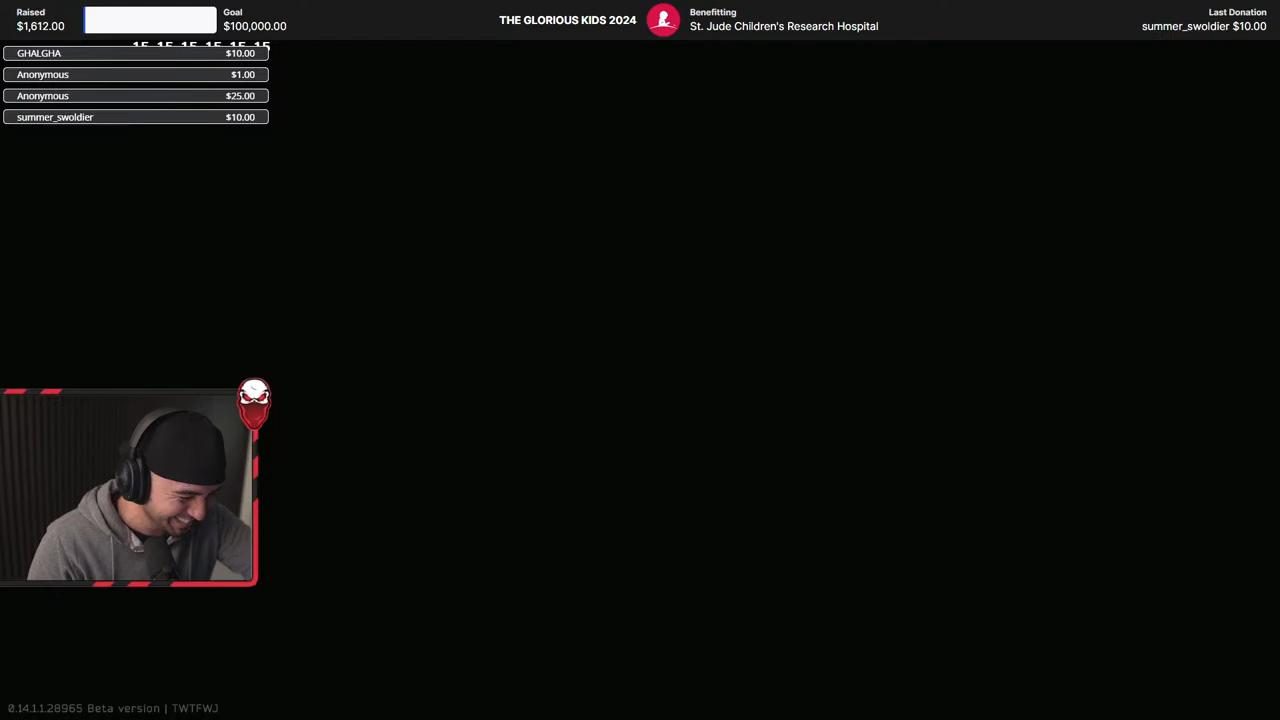 Raised
$1,612.00
Goal
$100,000.00
THE GLORIOUS KIDS 2024
Benefitting
St. Jude Children's Research Hospital
Last Donation
summer_swoldier $10.00
GHALGHA $10.00
Anonymous $1.00
Anonymous $25.00
summer_swoldier $10.00
0.14.1.1.28965 Beta version | TWTFWJ